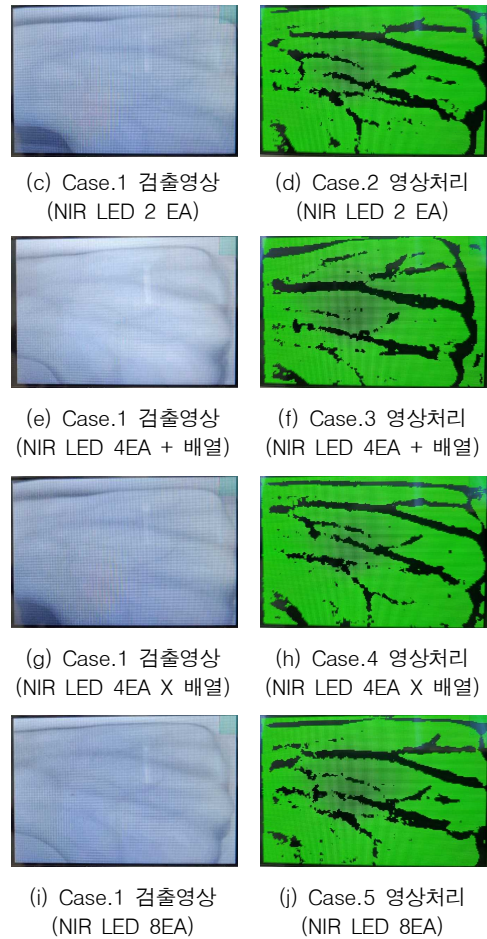 (c) Case.1 검출영상
(NIR LED 2 EA)
(d) Case.2 영상처리
(NIR LED 2 EA)
(e) Case.1 검출영상
(NIR LED 4EA + 배열)
(f) Case.3 영상처리
(NIR LED 4EA + 배열)
(g) Case.1 검출영상
(NIR LED 4EA X 배열)
(h) Case.4 영상처리
(NIR LED 4EA X 배열)
(i) Case.1 검출영상
(NIR LED 8EA)
(j) Case.5 영상처리
(NIR LED 8EA)